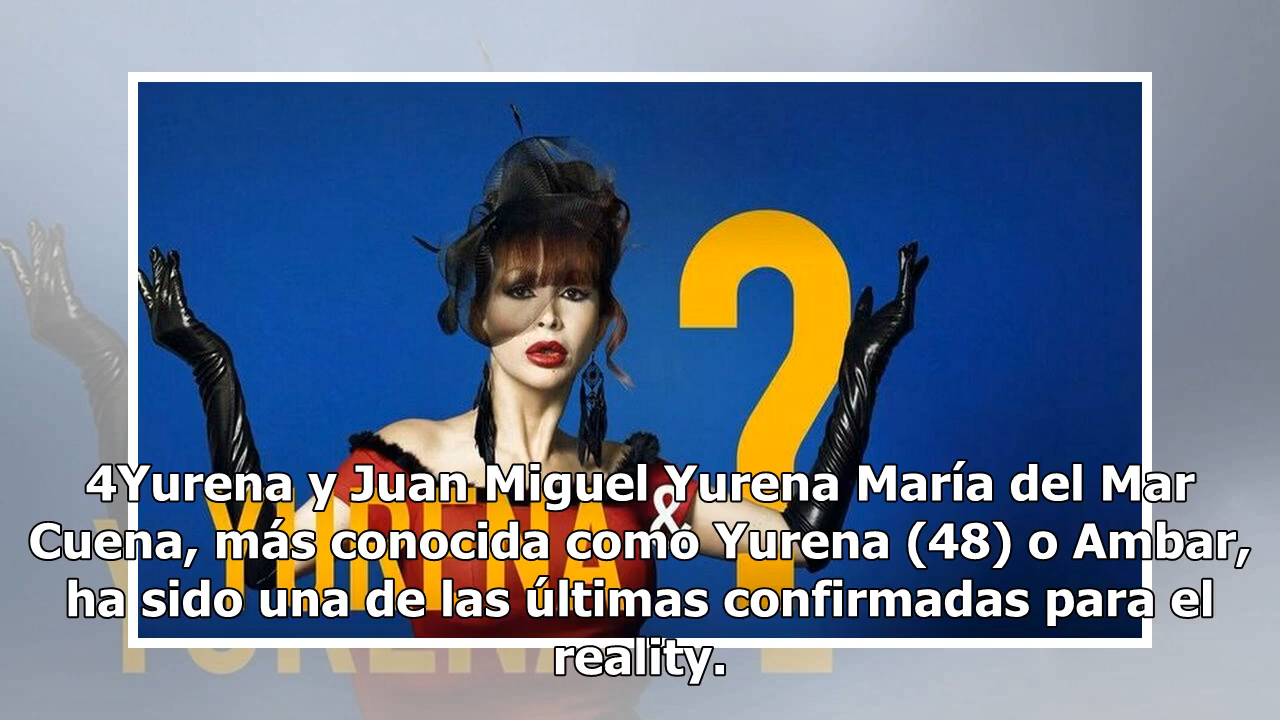 ?
4Yurena y Juan Miguel Yurena María del Mar
YURENA &
Cuena, más conocida como Yurena (48) o Ambar,
ha sido una de las últimas confirmadas para el
reality.